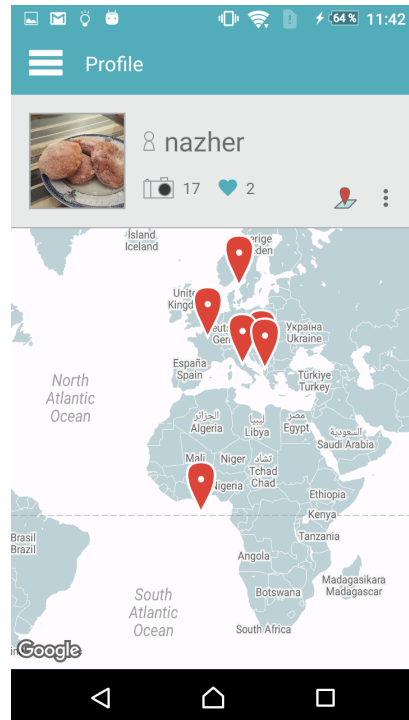 64 % 11:42
Profile
nazher
17 2
Ísland
Iceland
Ukraine
Україна
España
Spain
Türkiye
Turkey
North
Atlantic
Ocean
الجزائر
Algeria
ليبيا
Libya
مصر
Egypt
السعودية
Saudi Arabia
Mali Niger تشاد
Tchad
Chad
Nigeria
Ethiopia
Kenya
Tanzania
Brasil
Brazil
Angola
Madagasikara
Madagascar
Botswana
South
Atlantic
Ocean
South Africa
Google